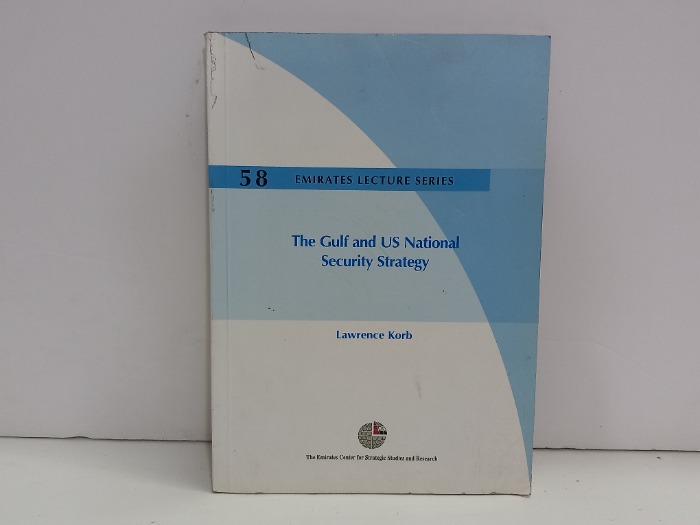 58 EMIRATES LECTURE SERIES
The Gulf and US National
Security Strategy
Lawrence Korb
The Emirates Center for Strategic Studies and Research